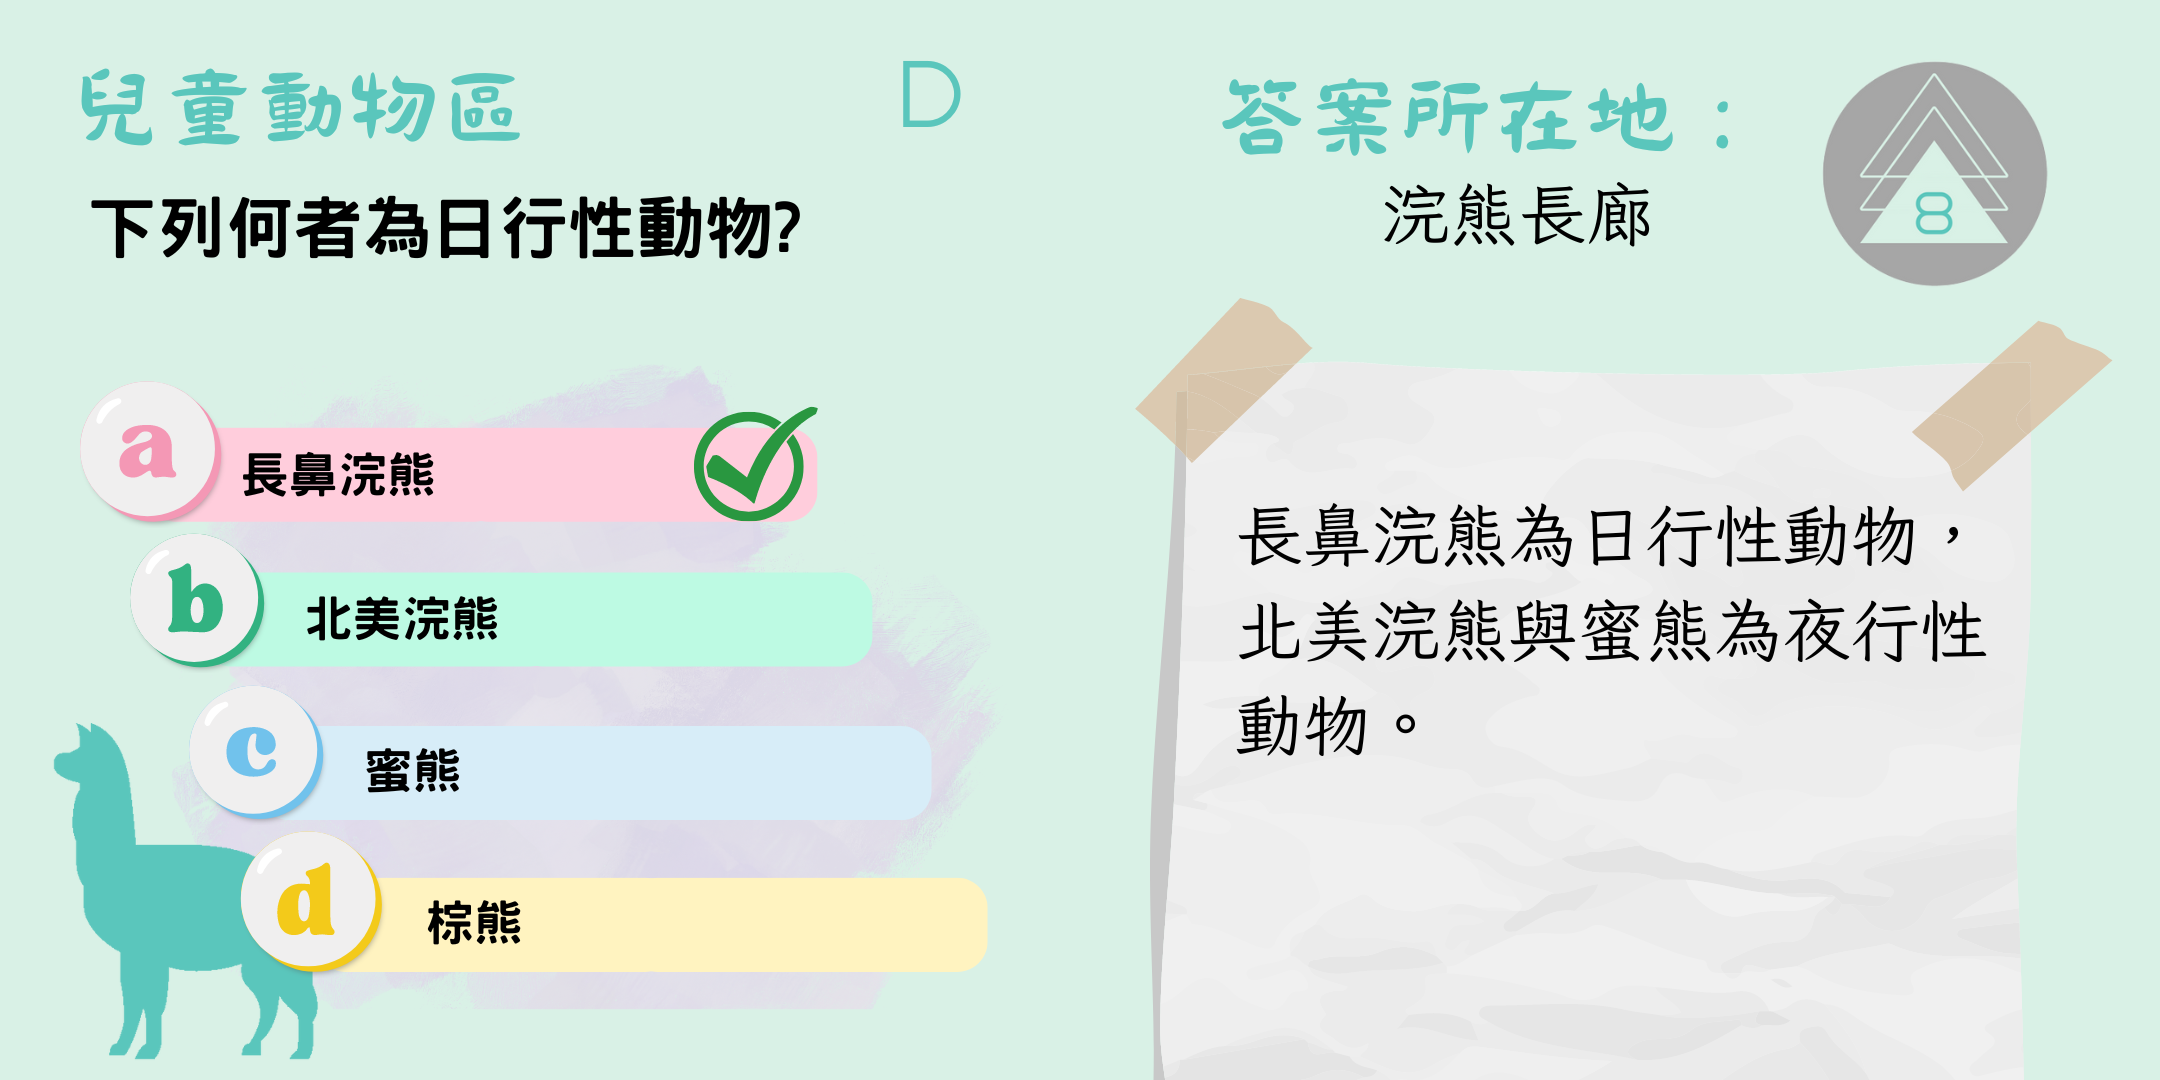 兒童動物區
D
下列何者為日行性動物?
a
長鼻浣熊
b
北美浣熊
c
蜜熊
d
棕熊
答案所在地：
浣熊長廊
8
長鼻浣熊為日行性動物，
北美浣熊與蜜熊為夜行性
動物。